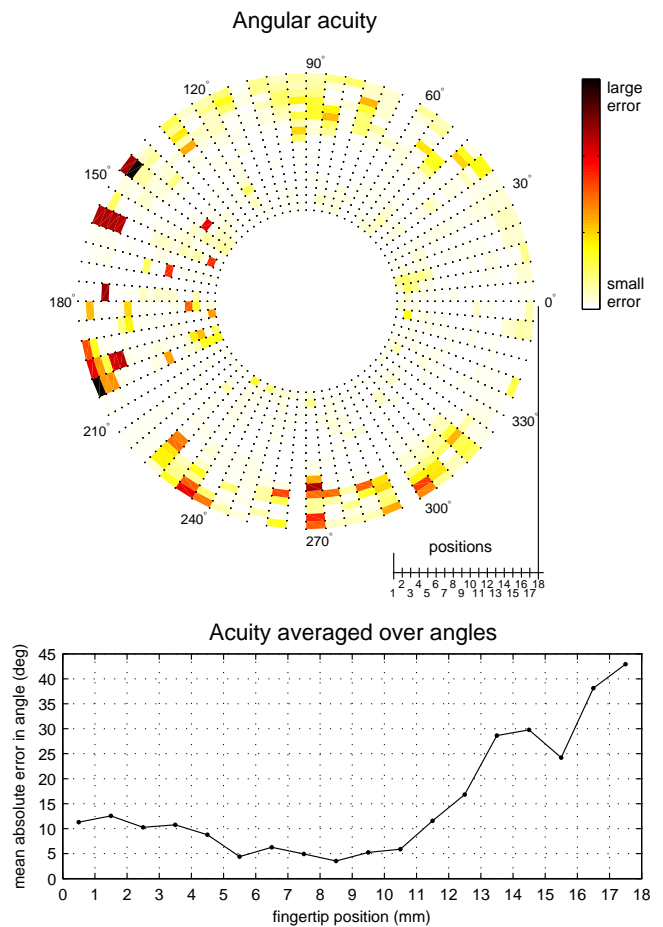 Angular acuity
90°
120°
60°
large
error
150°
30°
small
error
180°
0°
210°
330°
240°
300°
270°
positions
2 4 6 8 10 12 14 16 18
1 3 5 7 9 11 13 15 17
Acuity averaged over angles
45
40
35
30
25
20
15
10
5
0
mean absolute error in angle (deg)
0 1 2 3 4 5 6 7 8 9 10 11 12 13 14 15 16 17 18
fingertip position (mm)